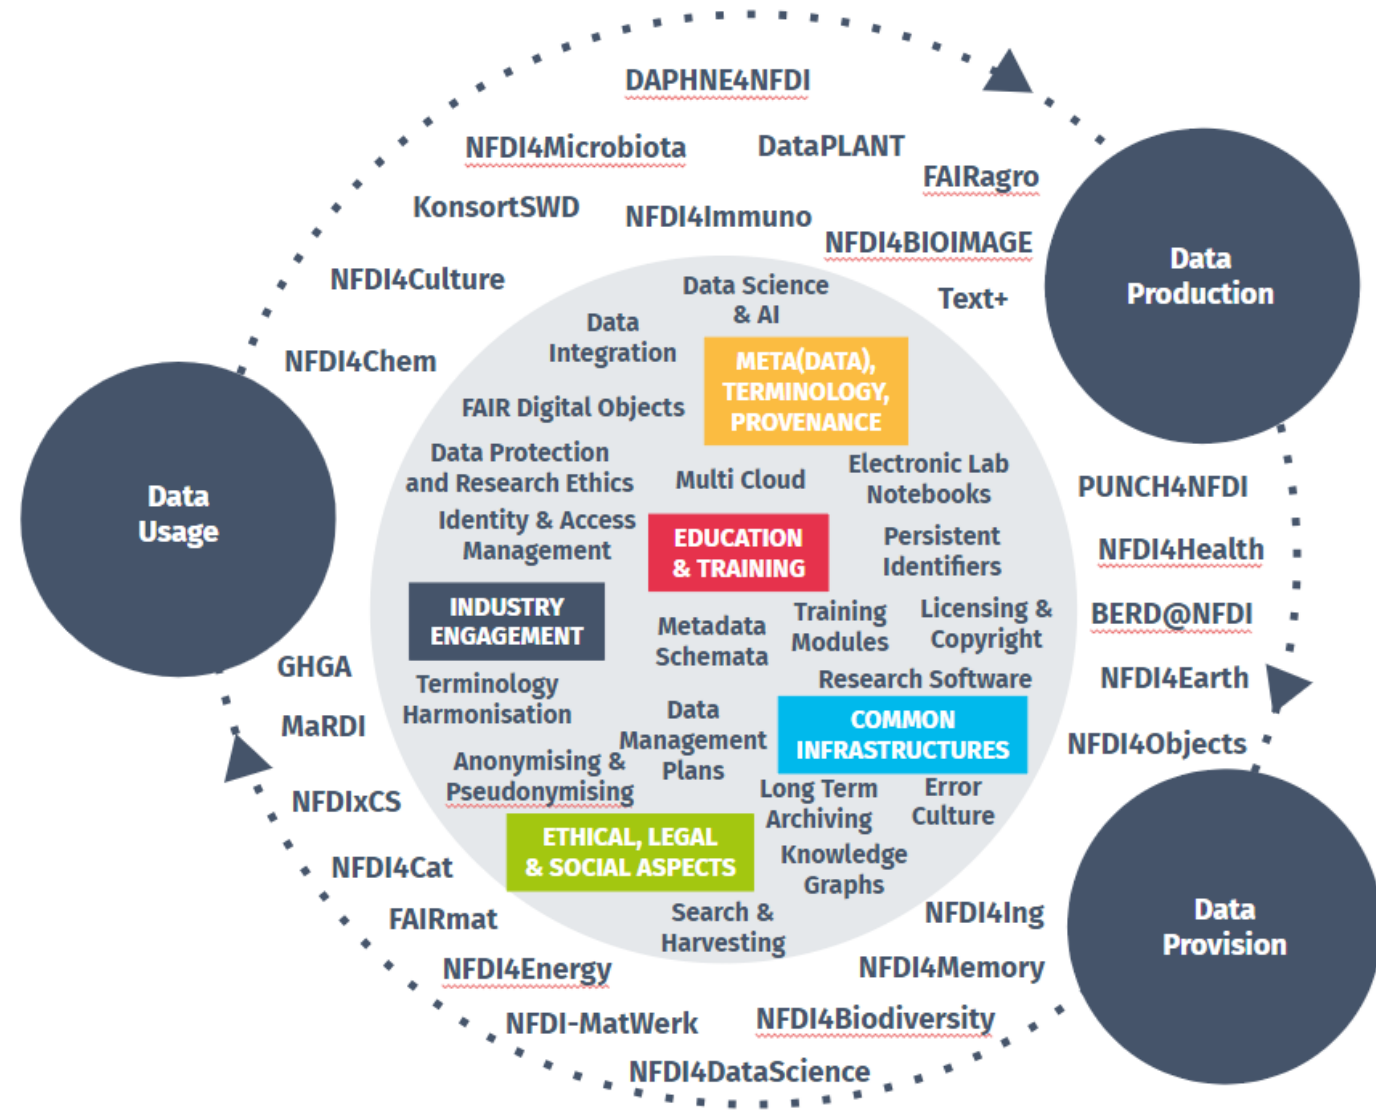 DAPHNE4NFDI
NFDI4Microbiota
DataPLANT
FAIRagro
KonsortSWD
NFDI4Immuno
NFDI4BIOIMAGE
NFDI4Culture
Text+
NFDI4Chem
Data
Production
Data
Usage
Data Science
& AI
Data
Integration
META(DATA),
TERMINOLOGY,
PROVENANCE
FAIR Digital Objects
Data Protection
and Research Ethics
Multi Cloud
Electronic Lab
Notebooks
Identity & Access
Management
EDUCATION
& TRAINING
Persistent
Identifiers
INDUSTRY
ENGAGEMENT
Metadata
Schemata
Training
Modules
Licensing &
Copyright
Research Software
Terminology
Harmonisation
Data
Management
Plans
COMMON
INFRASTRUCTURES
Anonymising &
Pseudonymising
Long Term
Archiving
Error
Culture
ETHICAL, LEGAL
& SOCIAL ASPECTS
Knowledge
Graphs
Search &
Harvesting
PUNCH4NFDI
NFDI4Health
BERD@NFDI
NFDI4Earth
NFDI4Objects
Data
Provision
GHGA
MaRDI
NFDIxCS
NFDI4Cat
FAIRmat
NFDI4Energy
NFDI-MatWerk
NFDI4DataScience
NFDI4Biodiversity
NFDI4Memory
NFDI4Ing